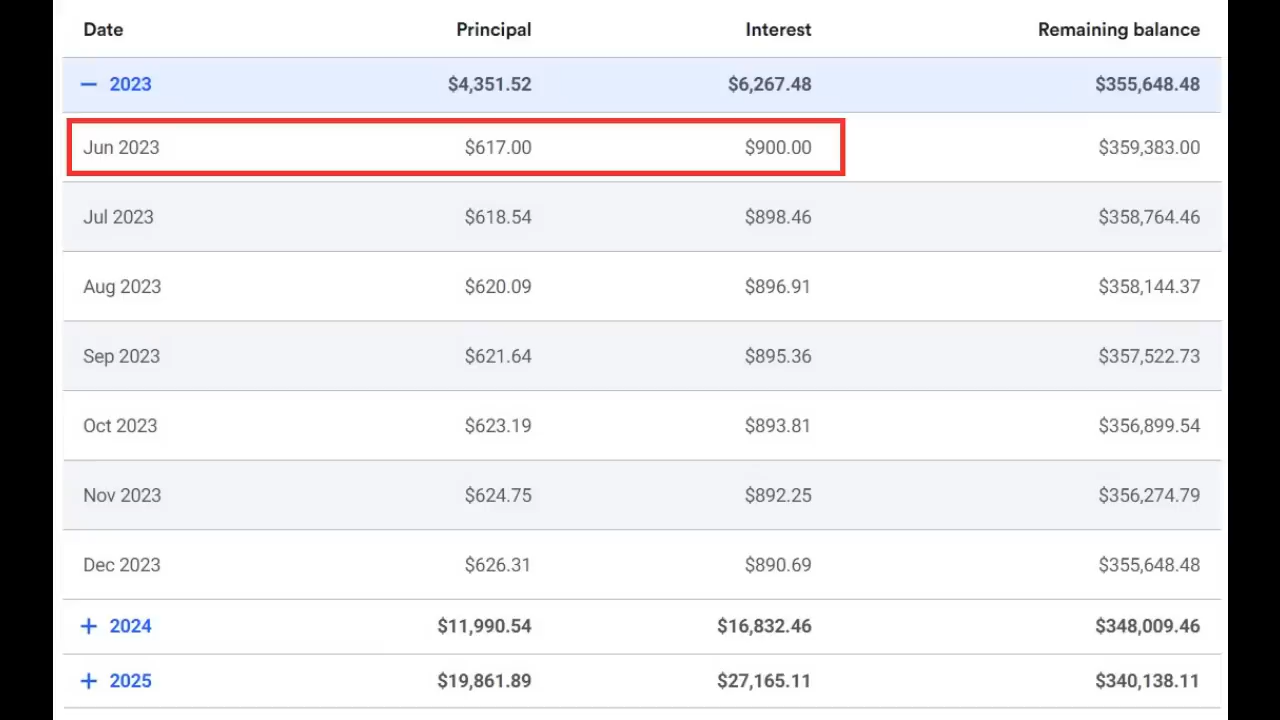 Date Principal Interest Remaining balance
− 2023 $4,351.52 $6,267.48 $355,648.48
Jun 2023 $617.00 $900.00 $359,383.00
Jul 2023 $618.54 $898.46 $358,764.46
Aug 2023 $620.09 $896.91 $358,144.37
Sep 2023 $621.64 $895.36 $357,522.73
Oct 2023 $623.19 $893.81 $356,899.54
Nov 2023 $624.75 $892.25 $356,274.79
Dec 2023 $626.31 $890.69 $355,648.48
+ 2024 $11,990.54 $16,832.46 $348,009.46
+ 2025 $19,861.89 $27,165.11 $340,138.11